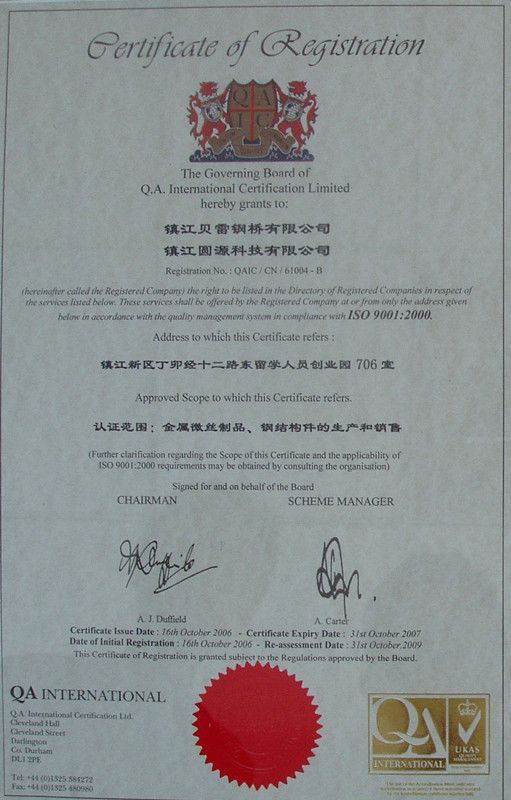 Certificate of Registration
QA
IC
The Governing Board of
Q.A. International Certification Limited
hereby grants to:
镇江贝雷钢桥有限公司
镇江圆源科技有限公司
Registration No. : QAIC / CN / 61004 - B
(hereinafter called the Registered Company) the right to be listed in the Directory of Registered Companies in respect of
the services listed below. These services shall be offered by the Registered Company at or from only the address given
below in accordance with the quality management system in compliance with ISO 9001:2000.
Address to which this Certificate refers :
镇江新区丁卯经十二路东留学人员创业园 706 室
Approved Scope to which this Certificate refers.
认证范围：金属微丝制品、钢结构件的生产和销售
(Further clarification regarding the Scope of this Certificate and the applicability of
ISO 9001:2000 requirements may be obtained by consulting the organisation)
Signed for and on behalf of the Board
CHAIRMAN SCHEME MANAGER
A. J. Duffield A. Carter
Certificate Issue Date : 16th October 2006 - Certificate Expiry Date : 31st October 2007
Date of Initial Registration : 16th October 2006 - Re-assessment Date : 31st October.2009
This Certificate of Registration is granted subject to the Regulations approved by the Board.
QA INTERNATIONAL
Q.A. International Certification Ltd.
Cleveland Hall
Cleveland Street
Darlington
Co. Durham
DL1 2PE
Tel: +44 (0)1325 384272
Fax: +44 (0)1325 480980
QA
INTERNATIONAL
UKAS
QUALITY
MANAGEMENT